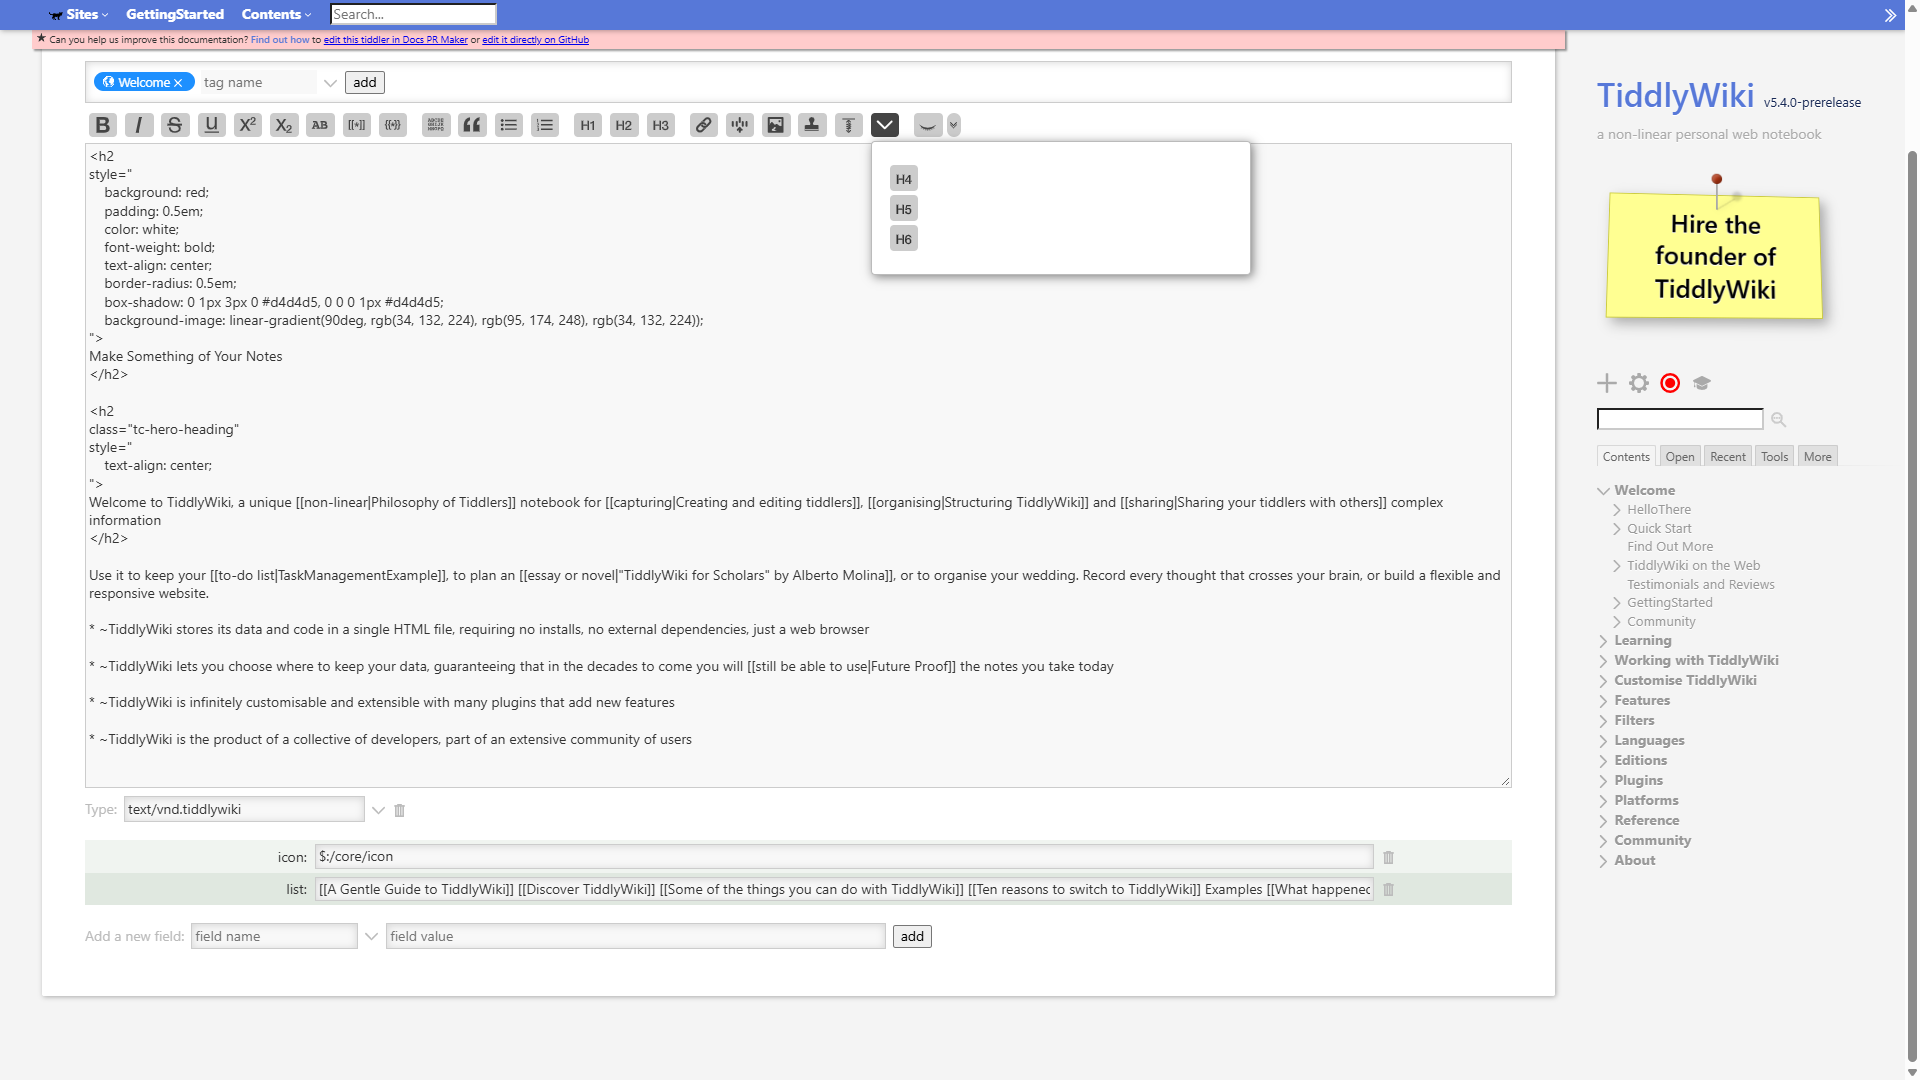 Sites GettingStarted Contents Search...
★ Can you help us improve this documentation? Find out how to edit this tiddler in Docs PR Maker or edit it directly on GitHub
Welcome × tag name add
B I S U X² X₂ AB [[*]] {{*}} H1 H2 H3
H4
H5
H6
<h2
style="
    background: red;
    padding: 0.5em;
    color: white;
    font-weight: bold;
    text-align: center;
    border-radius: 0.5em;
    box-shadow: 0 1px 3px 0 #d4d4d5, 0 0 0 1px #d4d4d5;
    background-image: linear-gradient(90deg, rgb(34, 132, 224), rgb(95, 174, 248), rgb(34, 132, 224));
">
Make Something of Your Notes
</h2>
<h2
class="tc-hero-heading"
style="
    text-align: center;
">
Welcome to TiddlyWiki, a unique [[non-linear|Philosophy of Tiddlers]] notebook for [[capturing|Creating and editing tiddlers]], [[organising|Structuring TiddlyWiki]] and [[sharing|Sharing your tiddlers with others]] complex
information
</h2>
Use it to keep your [[to-do list|TaskManagementExample]], to plan an [[essay or novel|"TiddlyWiki for Scholars" by Alberto Molina]], or to organise your wedding. Record every thought that crosses your brain, or build a flexible and
responsive website.
* ~TiddlyWiki stores its data and code in a single HTML file, requiring no installs, no external dependencies, just a web browser
* ~TiddlyWiki lets you choose where to keep your data, guaranteeing that in the decades to come you will [[still be able to use|Future Proof]] the notes you take today
* ~TiddlyWiki is infinitely customisable and extensible with many plugins that add new features
* ~TiddlyWiki is the product of a collective of developers, part of an extensive community of users
Type: text/vnd.tiddlywiki
icon: $:/core/icon
list: [[A Gentle Guide to TiddlyWiki]] [[Discover TiddlyWiki]] [[Some of the things you can do with TiddlyWiki]] [[Ten reasons to switch to TiddlyWiki]] Examples [[What happened
Add a new field: field name field value add
TiddlyWiki v5.4.0-prerelease
a non-linear personal web notebook
Hire the
founder of
TiddlyWiki
Contents Open Recent Tools More
Welcome
HelloThere
Quick Start
Find Out More
TiddlyWiki on the Web
Testimonials and Reviews
GettingStarted
Community
Learning
Working with TiddlyWiki
Customise TiddlyWiki
Features
Filters
Languages
Editions
Plugins
Platforms
Reference
Community
About